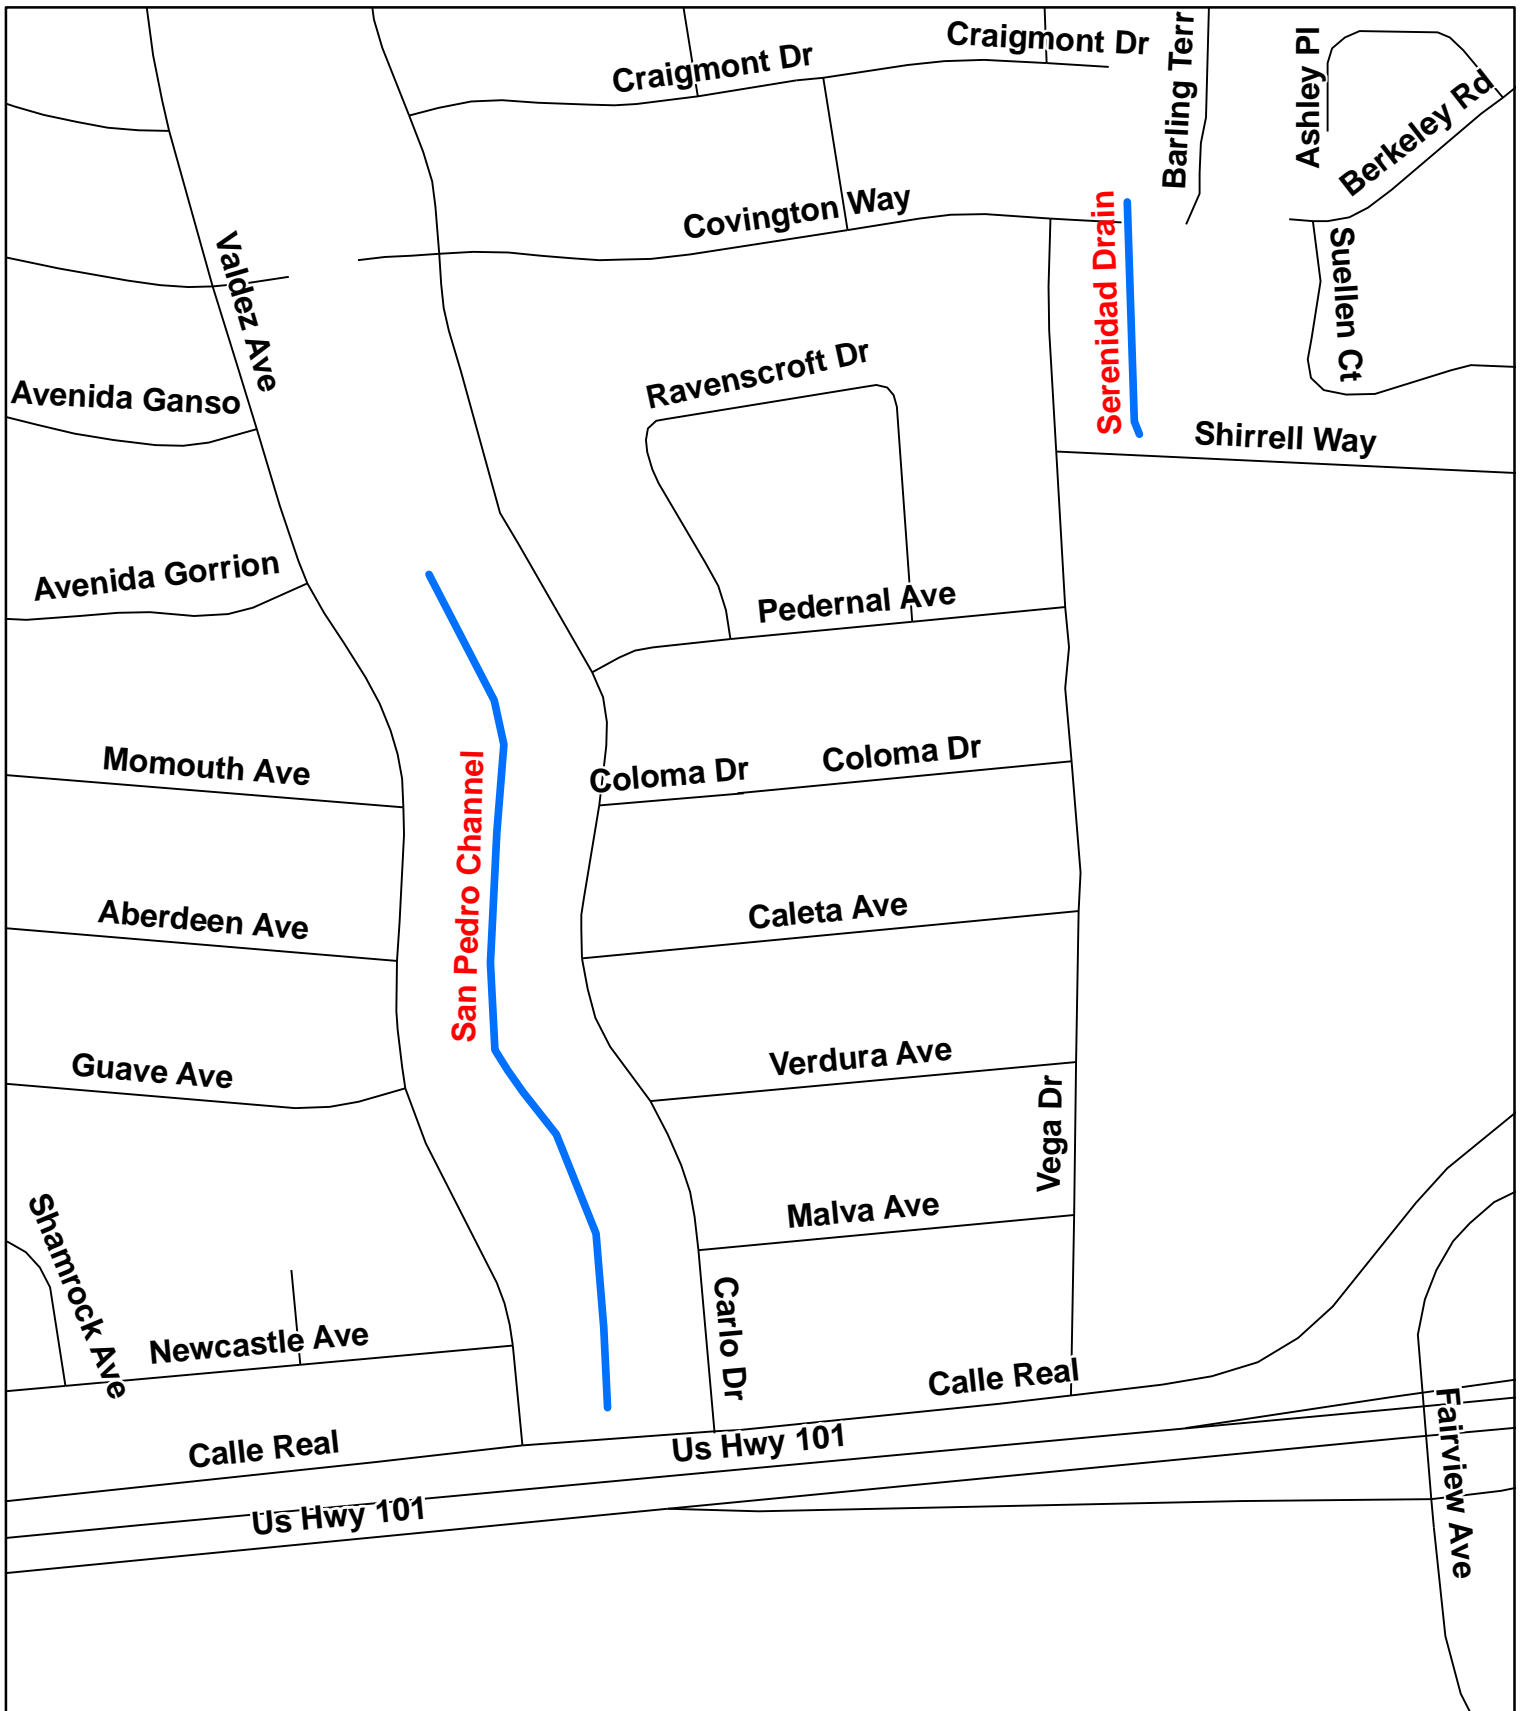 Craigmont Dr
Craigmont Dr
Barling Terr
Ashley Pl
Berkeley Rd
Covington Way
Serenidad Drain
Suellen Ct
Valdez Ave
Ravenscroft Dr
Avenida Ganso
Shirrell Way
Avenida Gorrion
Pedernal Ave
Momouth Ave
Coloma Dr
Coloma Dr
San Pedro Channel
Aberdeen Ave
Caleta Ave
Guave Ave
Verdura Ave
Vega Dr
Shamrock Ave
Malva Ave
Newcastle Ave
Carlo Dr
Calle Real
Calle Real
Us Hwy 101
Us Hwy 101
Fairview Ave